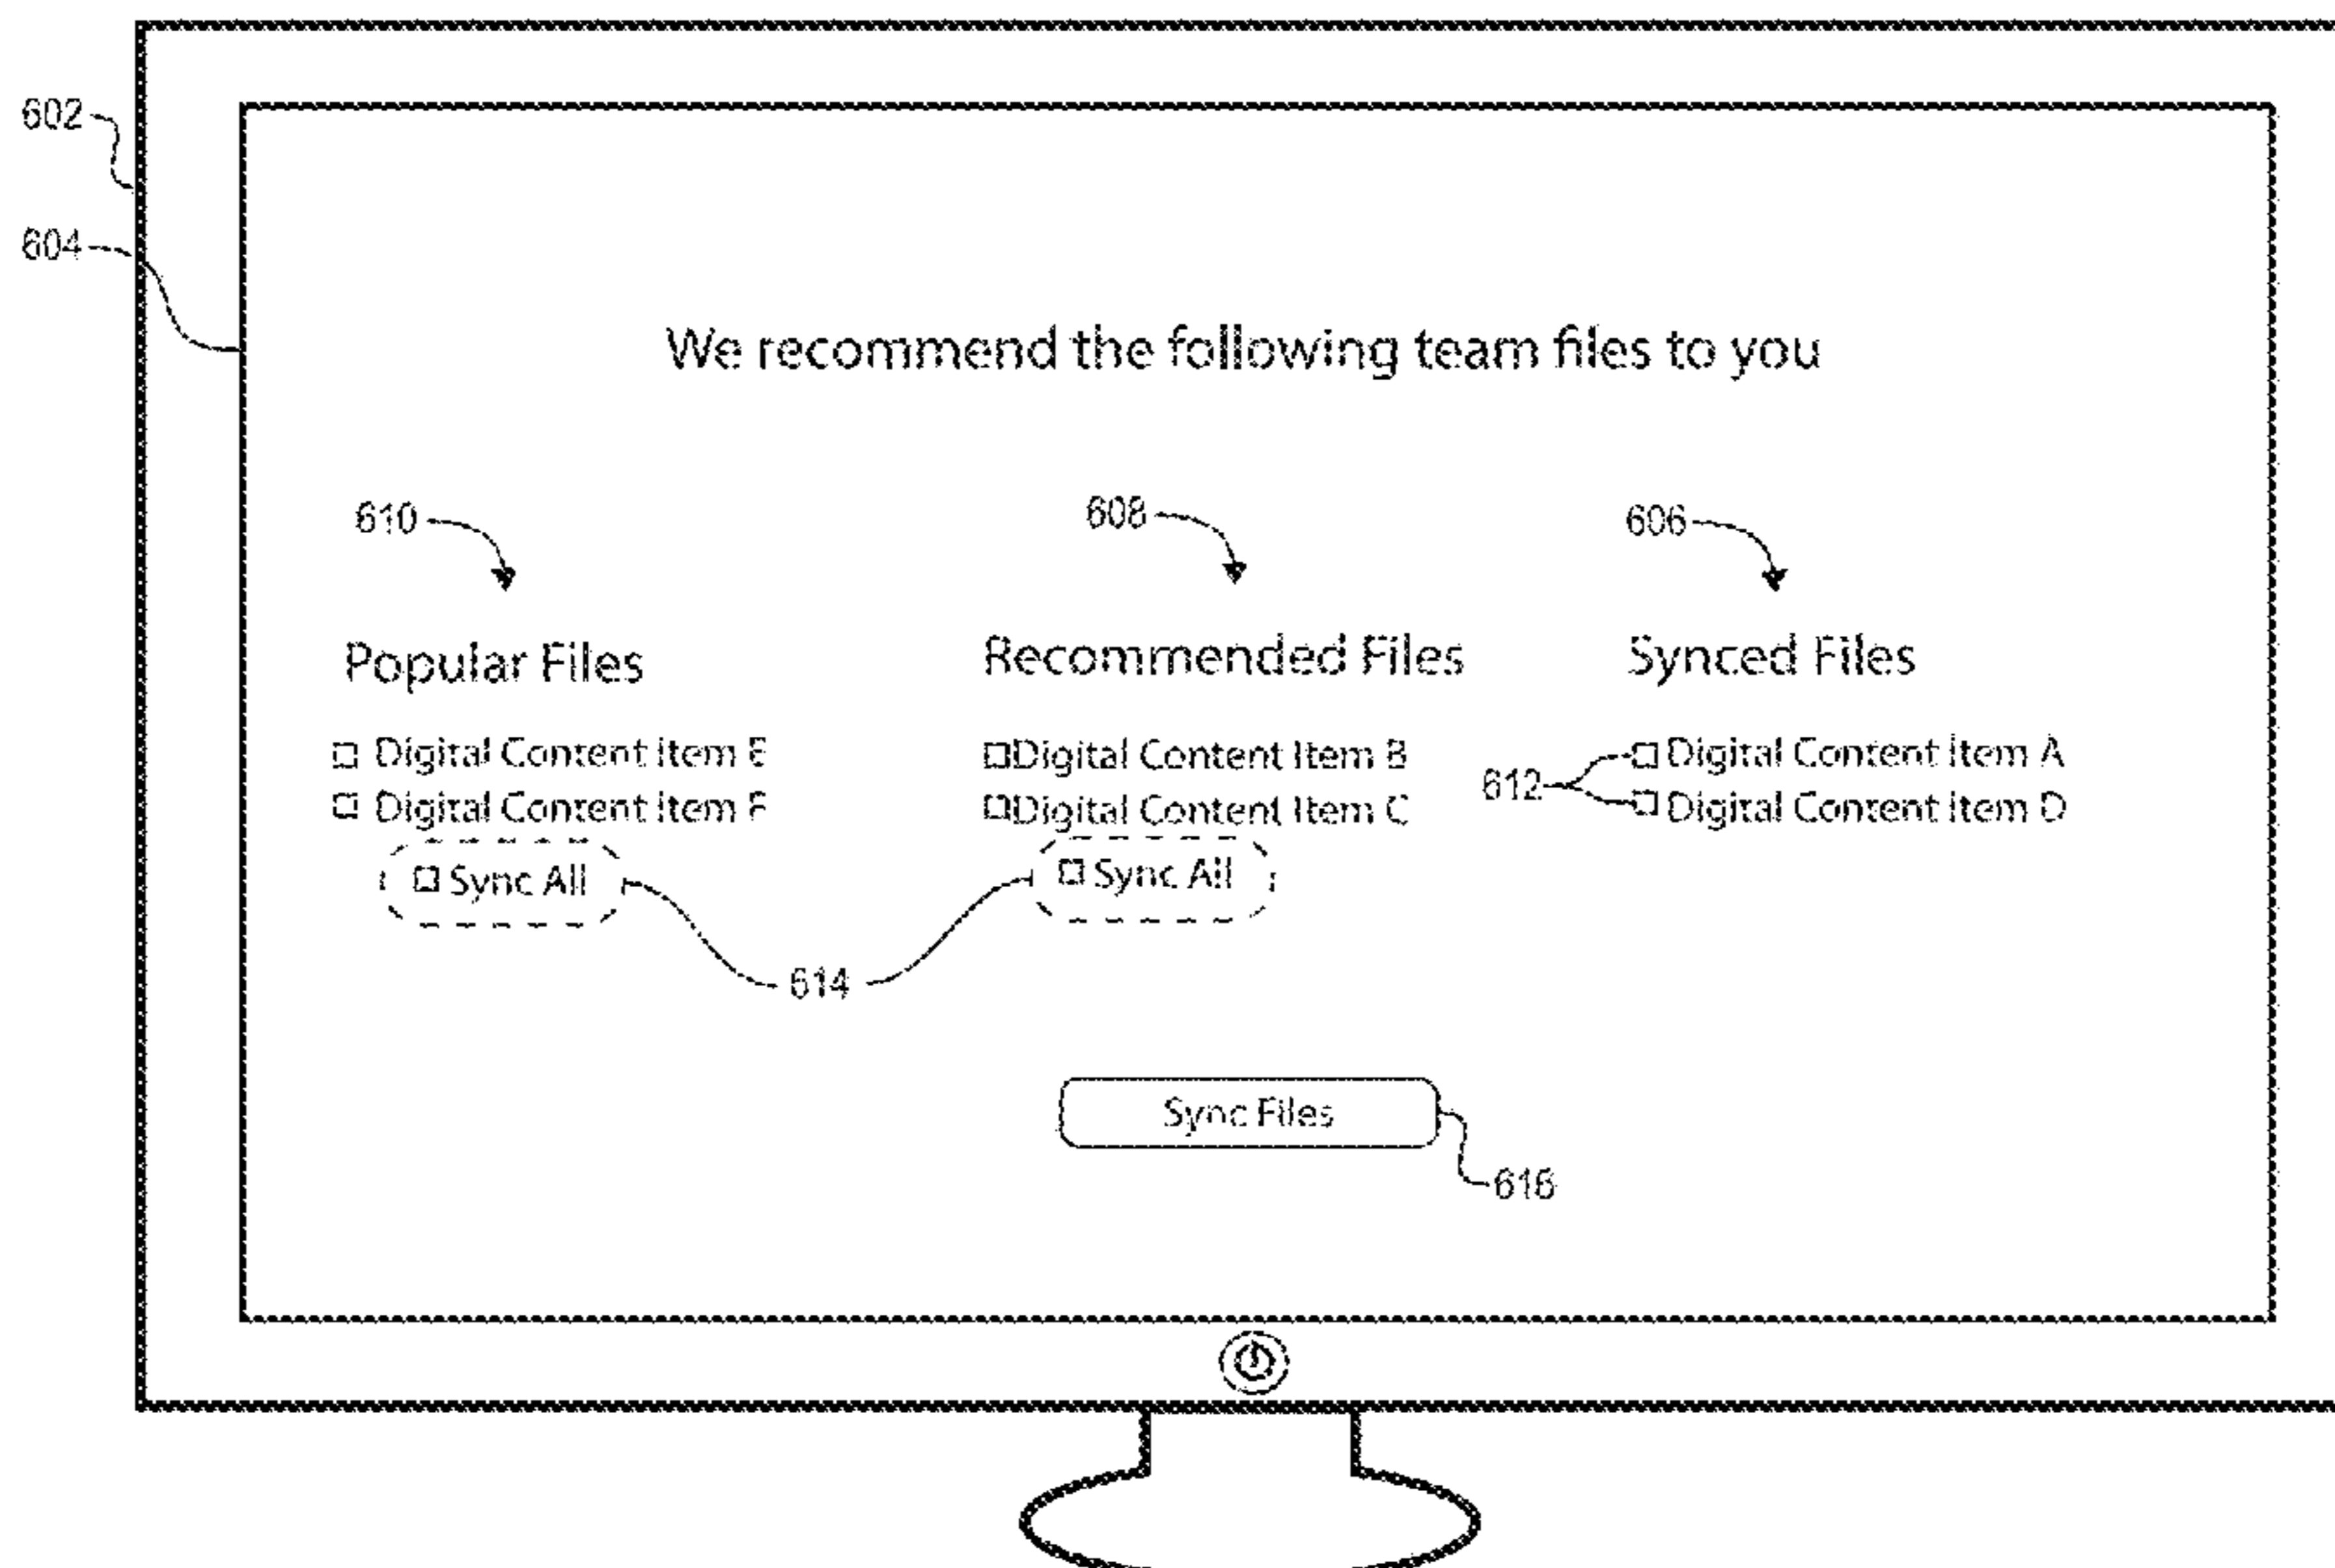 602
604
We recommend the following team files to you
610
608
606
Popular Files
Recommended Files
Synced Files
Digital Content Item E
Digital Content Item B
Digital Content Item A
612
Digital Content Item F
Digital Content Item C
Digital Content Item D
Sync All
Sync All
614
Sync Files
616